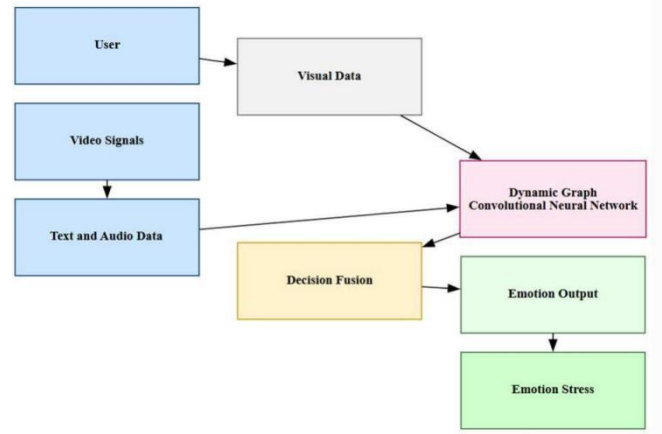 User
Visual Data
Video Signals
Dynamic Graph
Convolutional Neural Network
Text and Audio Data
Decision Fusion
Emotion Output
Emotion Stress